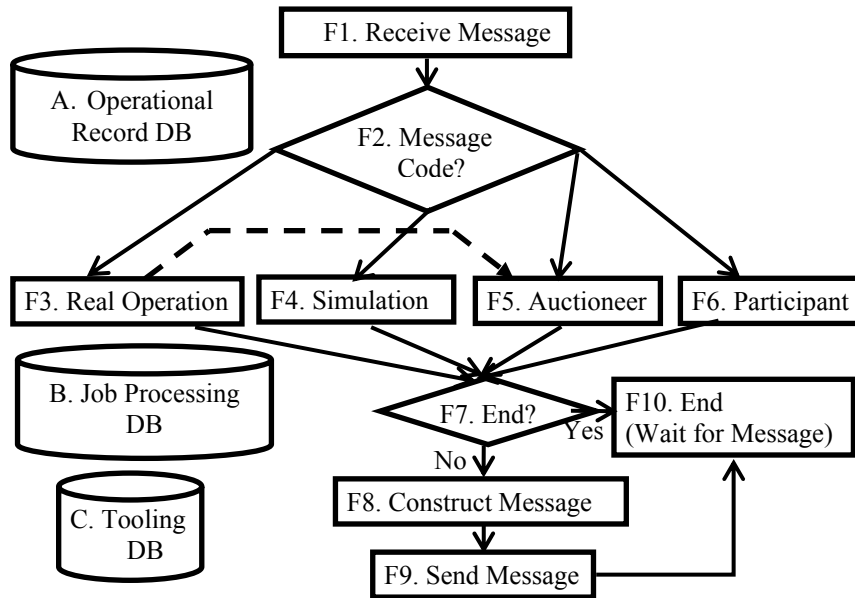 F1. Receive Message
A. Operational
Record DB
F2. Message
Code?
F3. Real Operation
F4. Simulation
F5. Auctioneer
F6. Participant
B. Job Processing
DB
F7. End?
Yes
F10. End
(Wait for Message)
No
F8. Construct Message
C. Tooling
DB
F9. Send Message